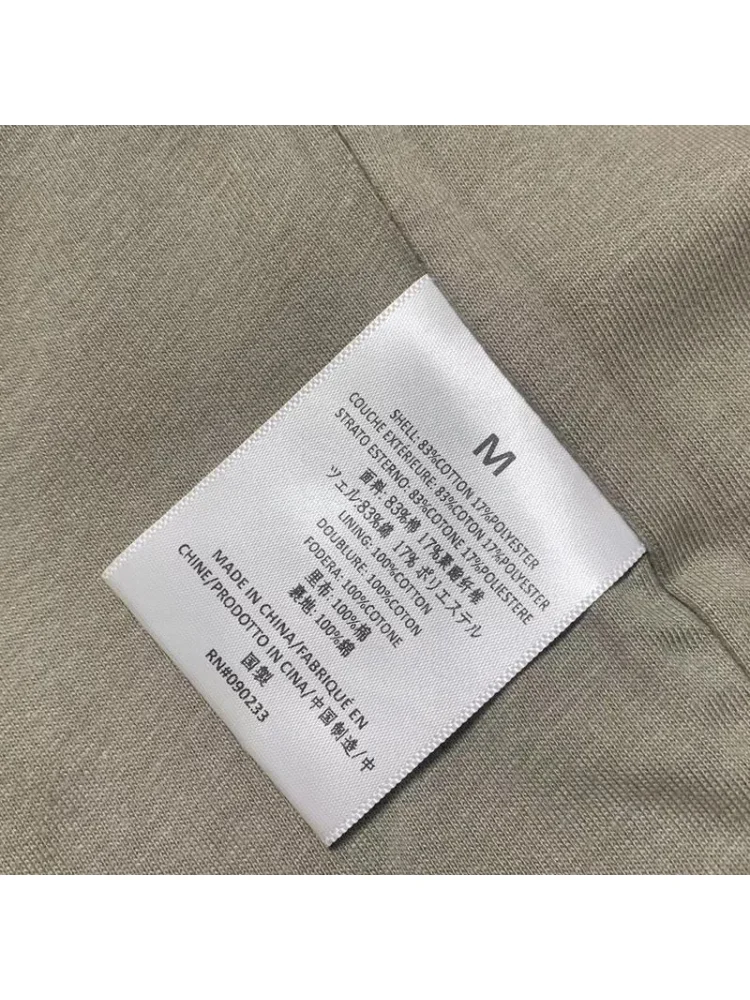 M
SHELL: 83%COTTON 17%POLYESTER
COUCHE EXTÉRIEURE: 83%COTON 17%POLYESTER
STRATO ESTERNO: 83%COTONE 17%POLIESTERE
面料: 83%棉 17%聚酯纤维
ツェル:83%綿 17% ポリエステル
LINING: 100%COTTON
DOUBLURE: 100%COTON
FODERA: 100%COTONE
里布: 100%棉
裏地: 100%綿
MADE IN CHINA/FABRIQUÉ EN
CHINE/PRODOTTO IN CINA/中国制造/中
国製
RN#090233